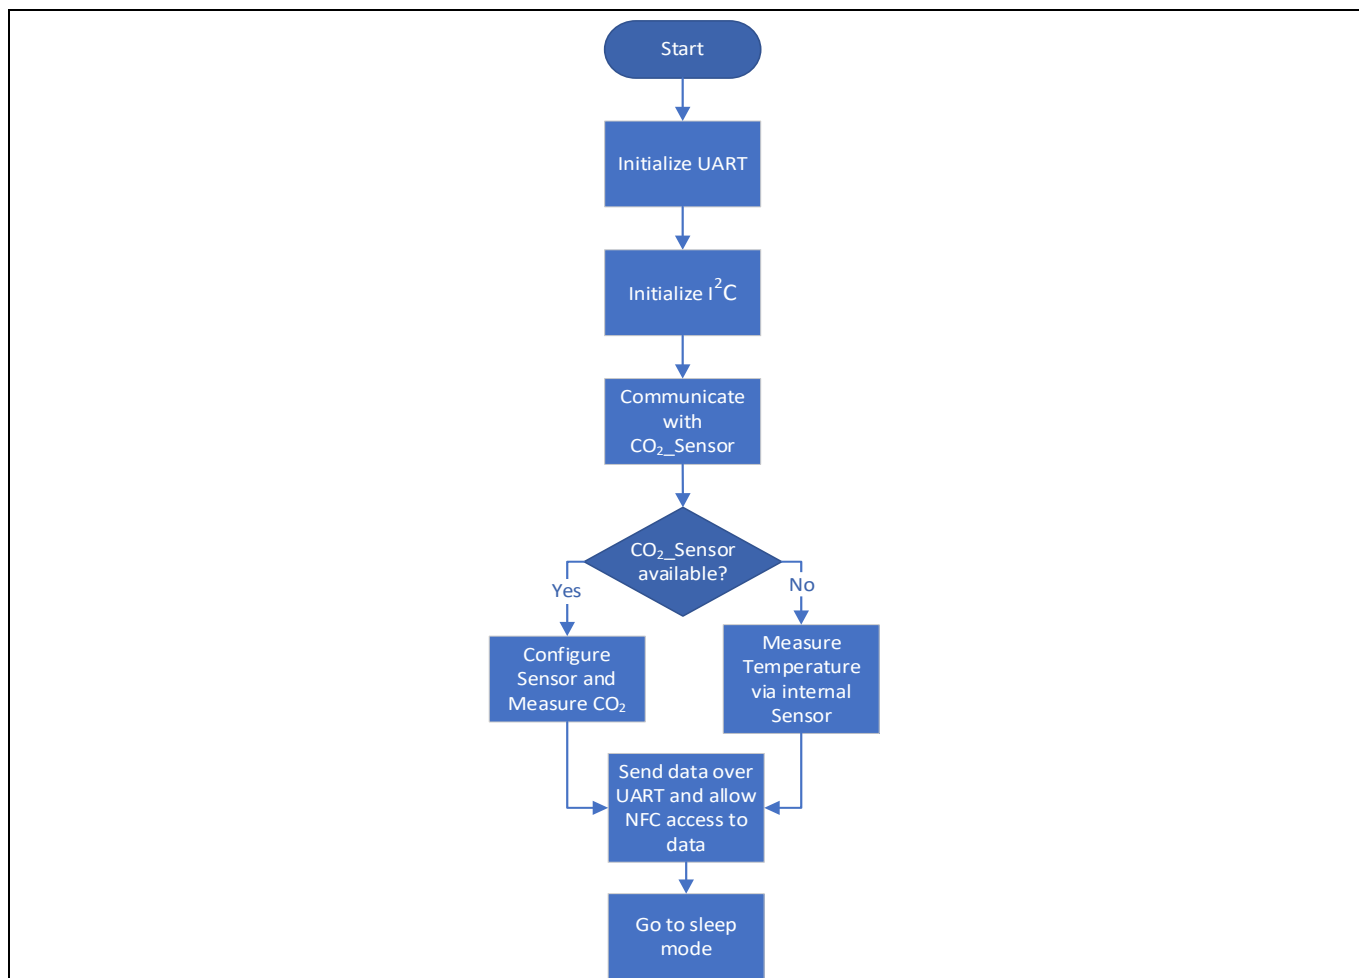 Start
Initialize UART
Initialize I²C
Communicate
with
CO₂_Sensor
CO₂_Sensor
available?
Yes
No
Configure
Sensor and
Measure CO₂
Measure
Temperature
via internal
Sensor
Send data over
UART and allow
NFC access to
data
Go to sleep
mode